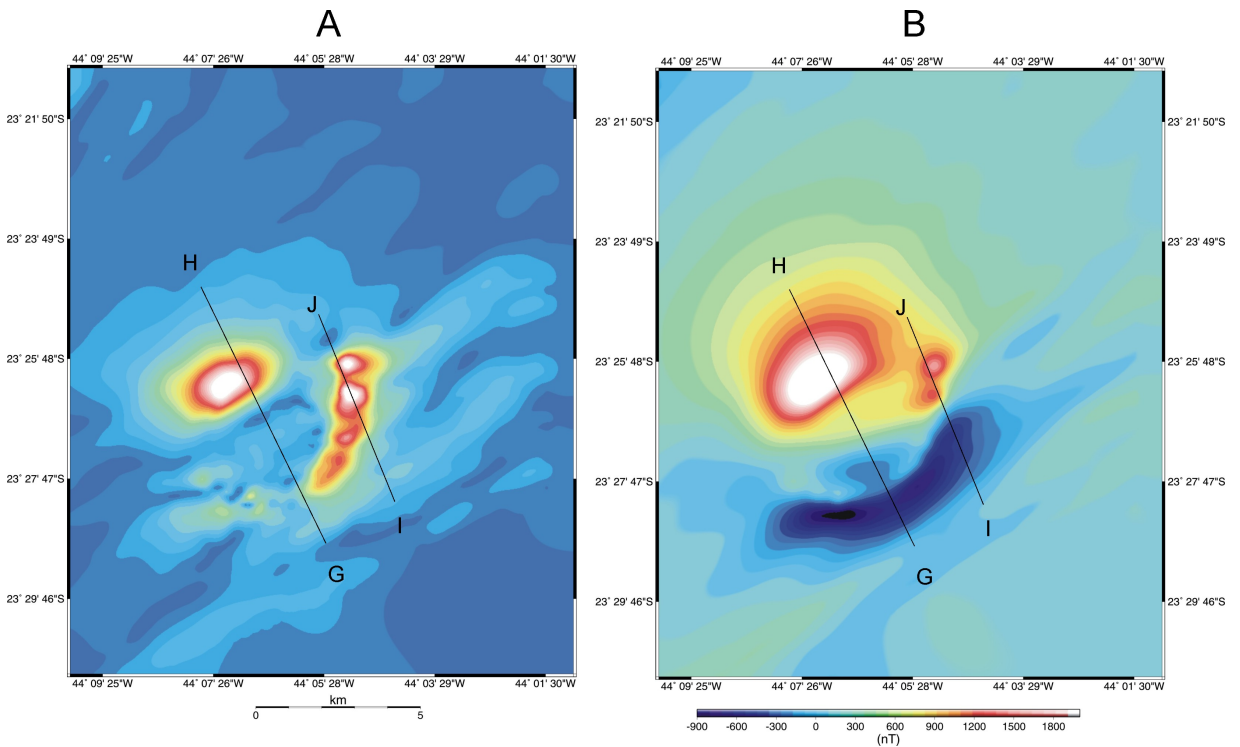 A B
44° 09' 25"W 44° 07' 26"W 44° 05' 28"W 44° 03' 29"W 44° 01' 30"W 44° 09' 25"W 44° 07' 26"W 44° 05' 28"W 44° 03' 29"W 44° 01' 30"W
23° 21' 50"S 23° 21' 50"S 23° 21' 50"S
23° 23' 49"S 23° 23' 49"S 23° 23' 49"S
H H
J J
23° 25' 48"S 23° 25' 48"S 23° 25' 48"S
23° 27' 47"S 23° 27' 47"S 23° 27' 47"S
I I
G G
23° 29' 46"S 23° 29' 46"S 23° 29' 46"S
44° 09' 25"W 44° 07' 26"W 44° 05' 28"W 44° 03' 29"W 44° 01' 30"W 44° 09' 25"W 44° 07' 26"W 44° 05' 28"W 44° 03' 29"W 44° 01' 30"W
km
0 5
-900 -600 -300 0 300 600 900 1200 1500 1800
(nT)